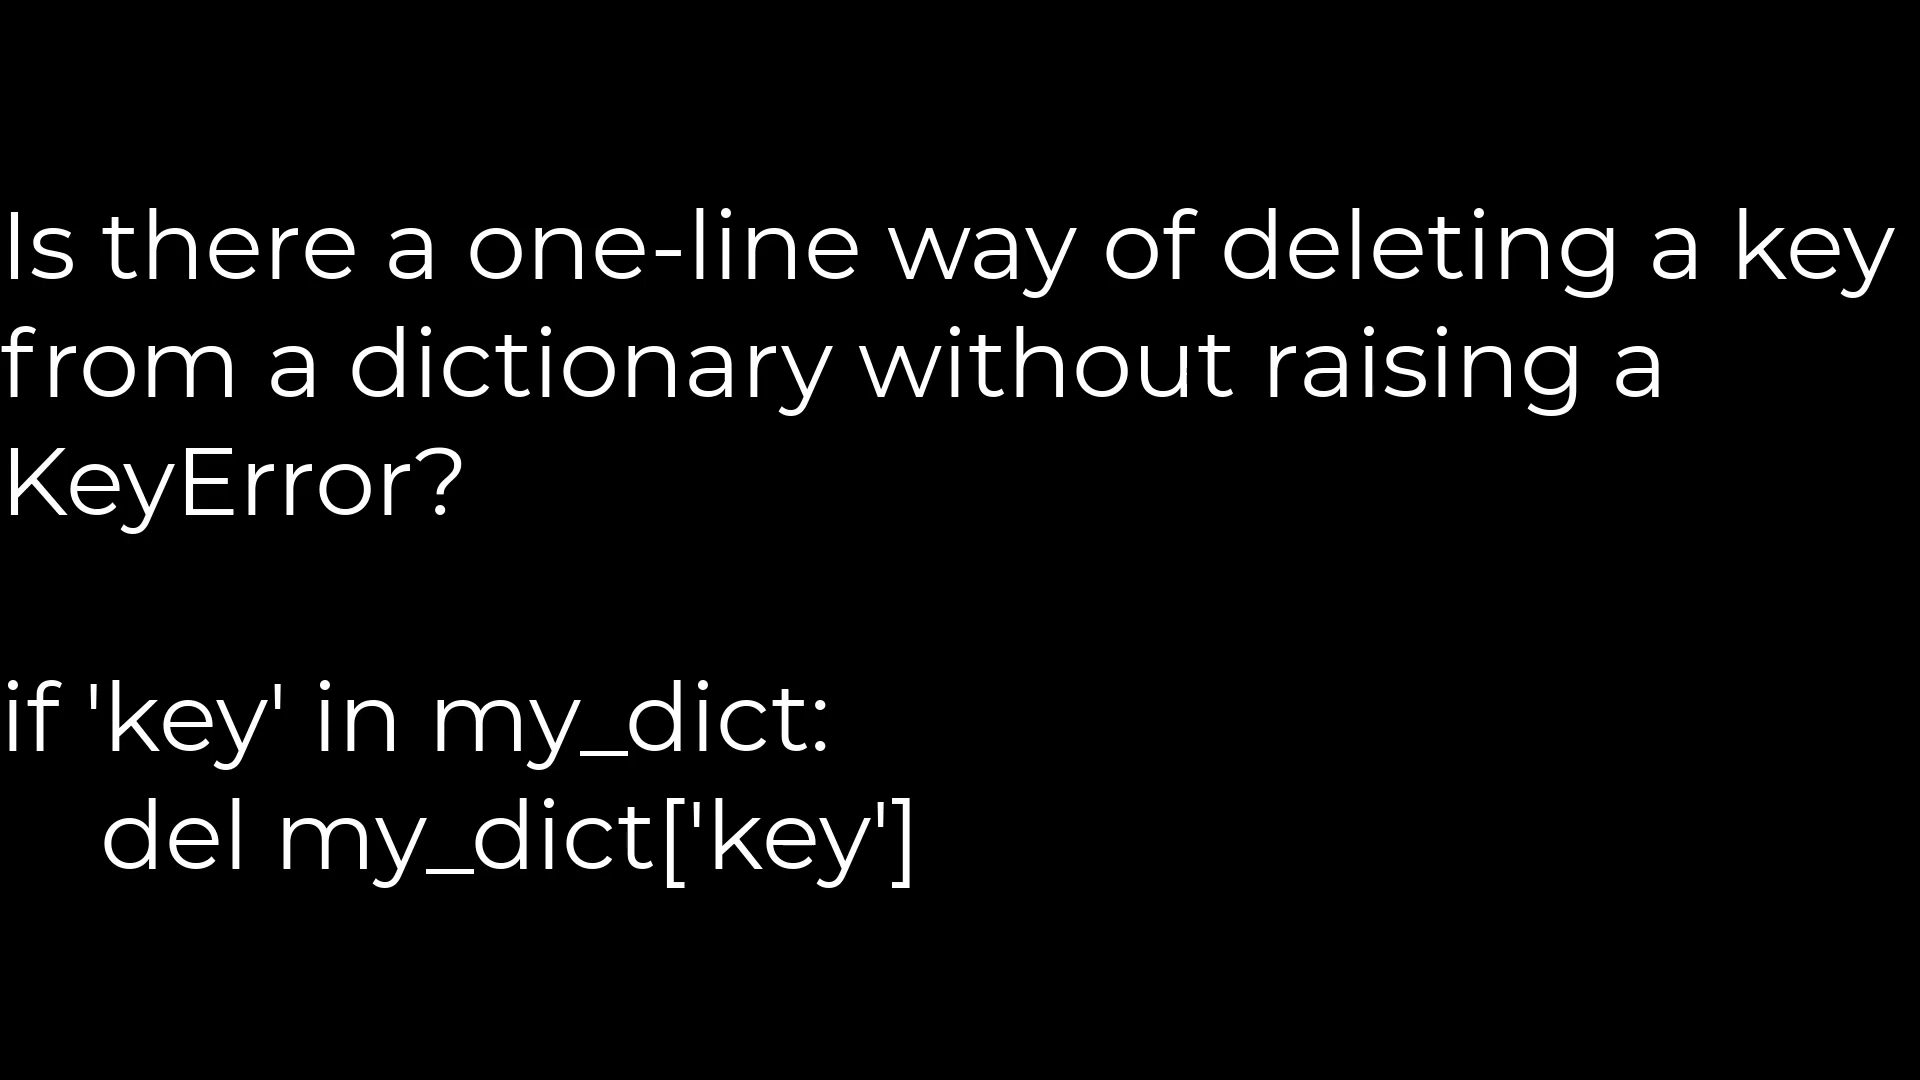 Is there a one-line way of deleting a key
from a dictionary without raising a
KeyError?
if 'key' in my_dict:
    del my_dict['key']